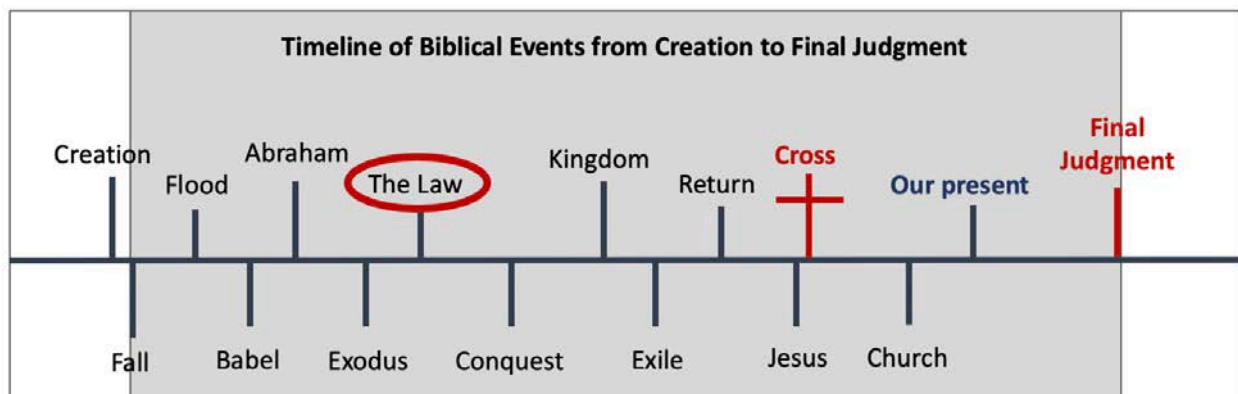 Timeline of Biblical Events from Creation to Final Judgment
Creation
Flood
Abraham
The Law
Kingdom
Return
Cross
Our present
Final
Judgment
Fall
Babel
Exodus
Conquest
Exile
Jesus
Church